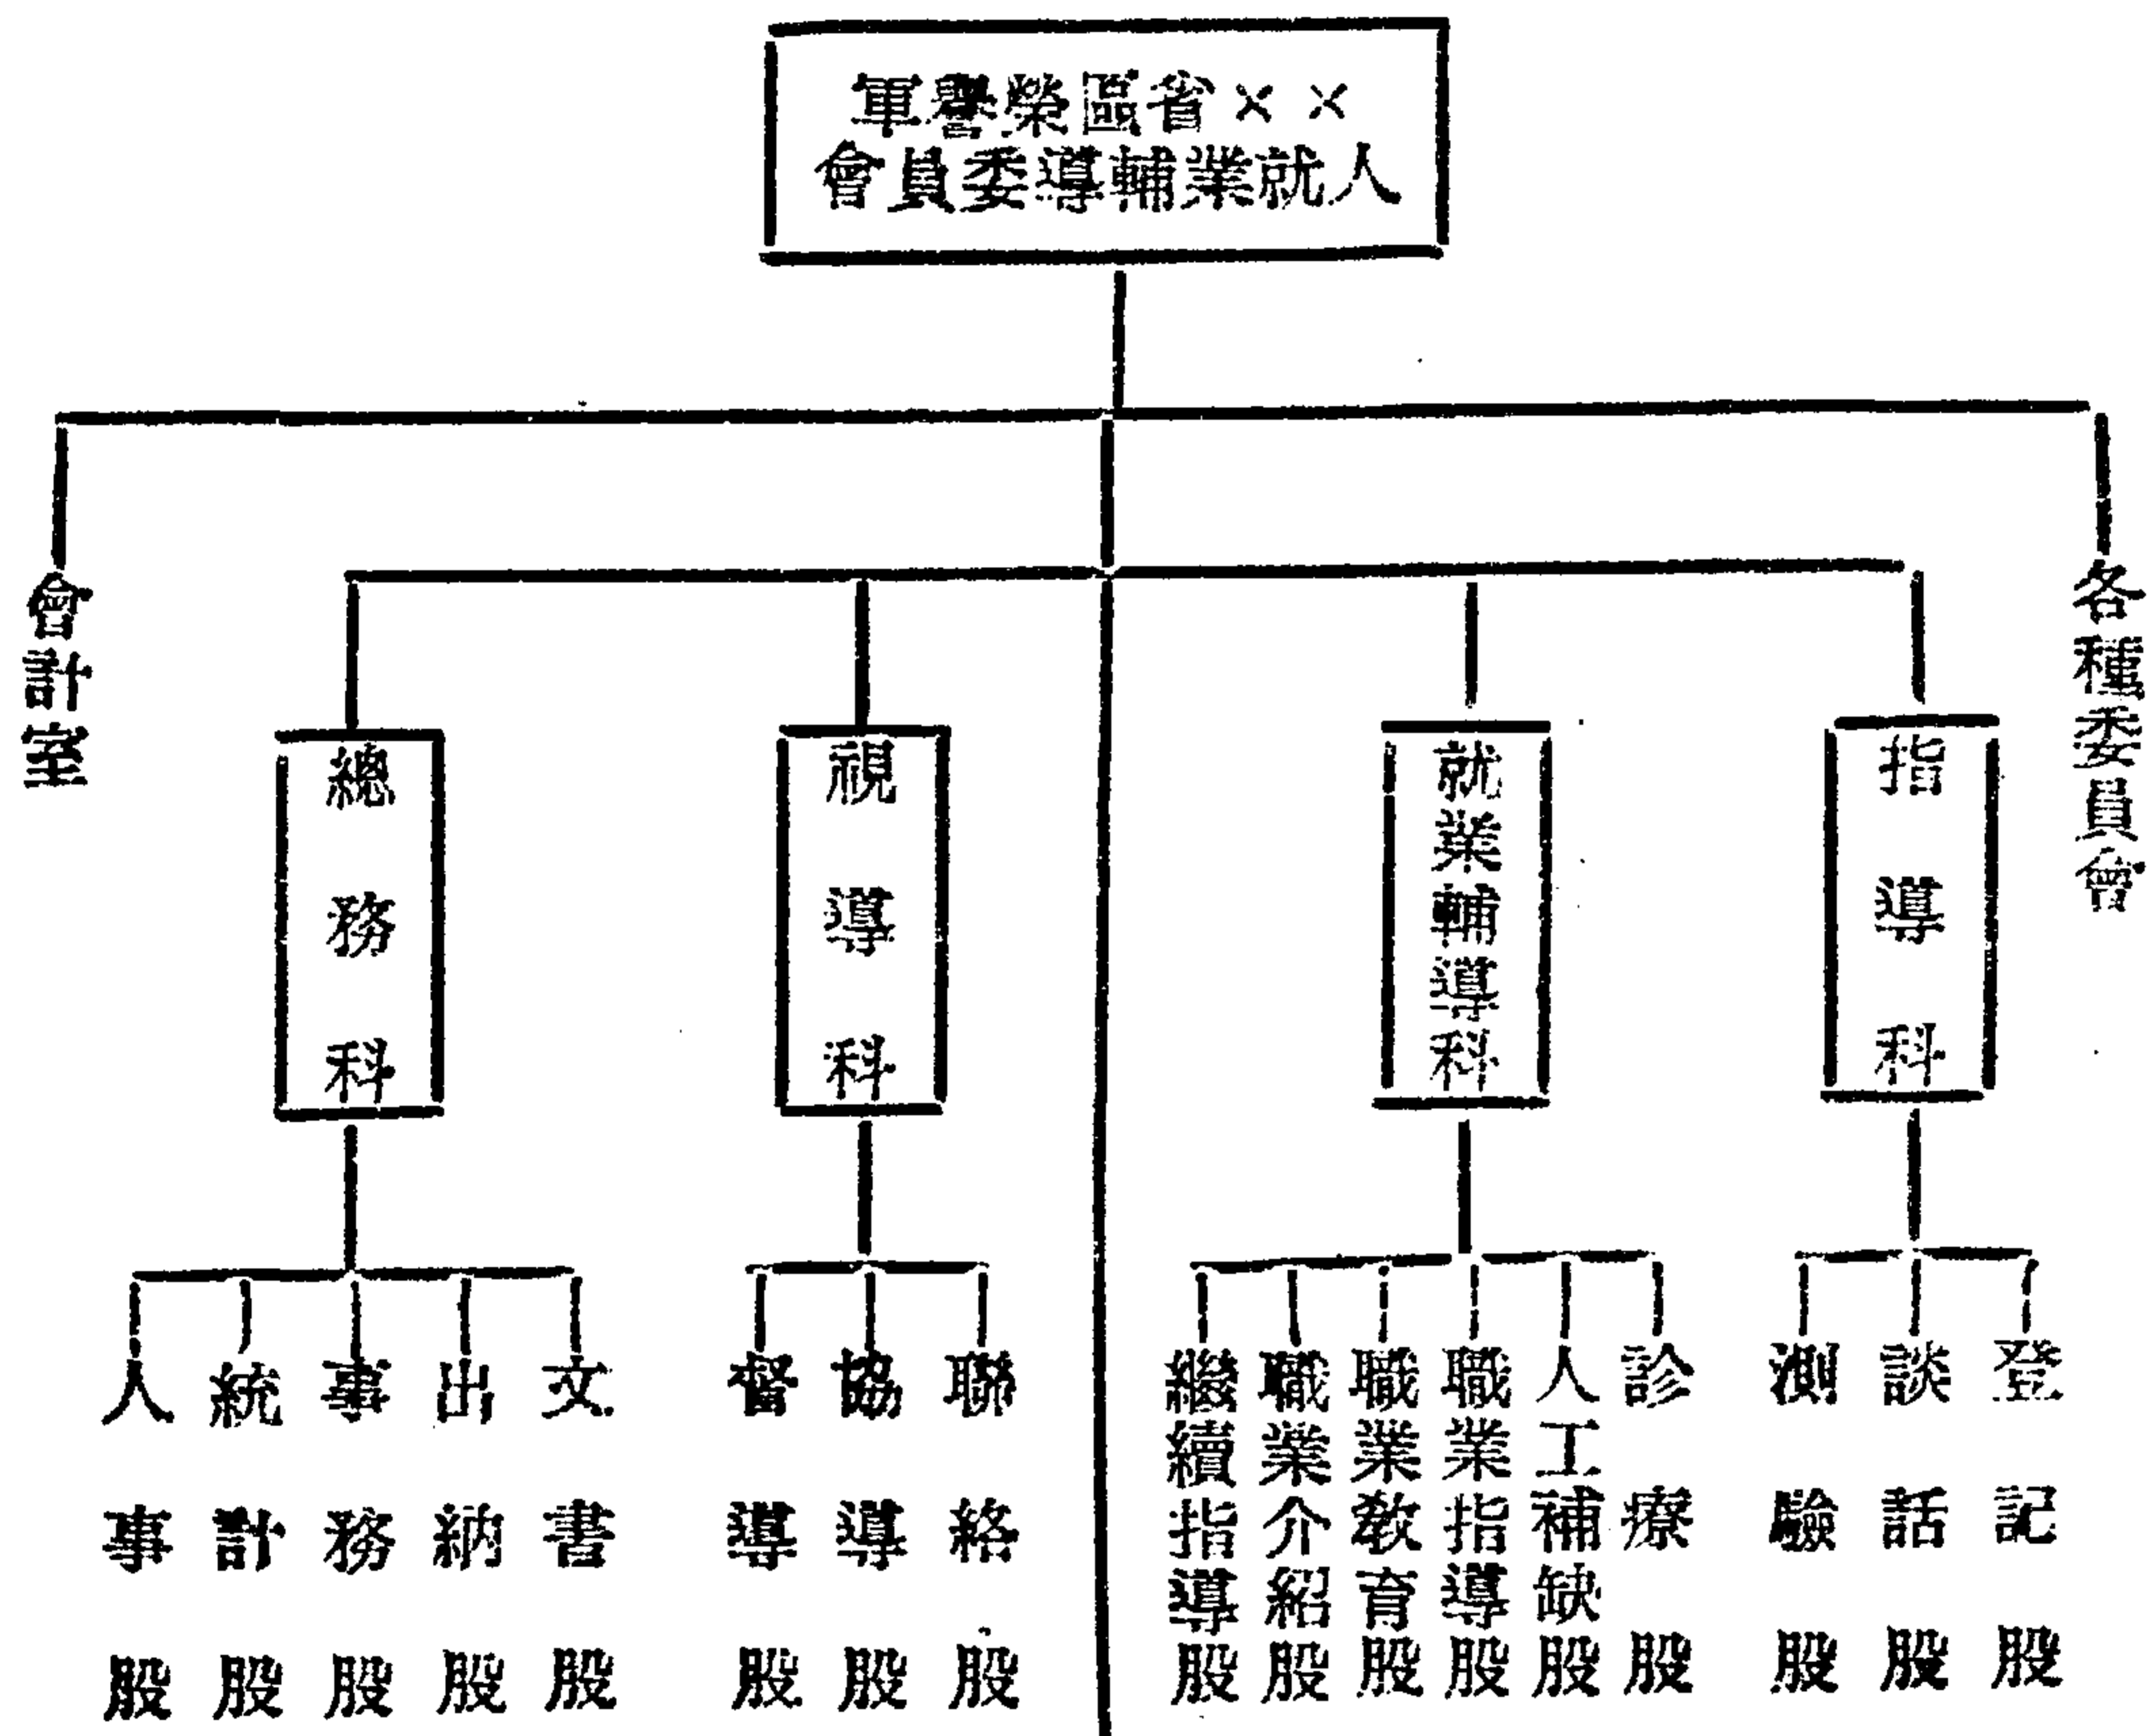 ××省區榮譽軍
人就業輔導委員會
各種委員會
會計室
指導科
就業輔導科
視導科
總務科
登記股
談話股
測驗股
診療股
人工補缺股
職業指導股
職業教育股
職業介紹股
繼續指導股
聯絡股
協導股
督導股
文書股
出納股
事務股
統計股
人事股